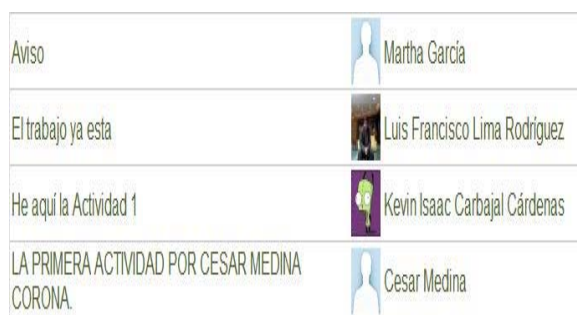 Aviso
Martha García
El trabajo ya esta
Luis Francisco Lima Rodríguez
He aquí la Actividad 1
Kevin Isaac Carbajal Cárdenas
LA PRIMERA ACTIVIDAD POR CESAR MEDINA
CORONA.
Cesar Medina